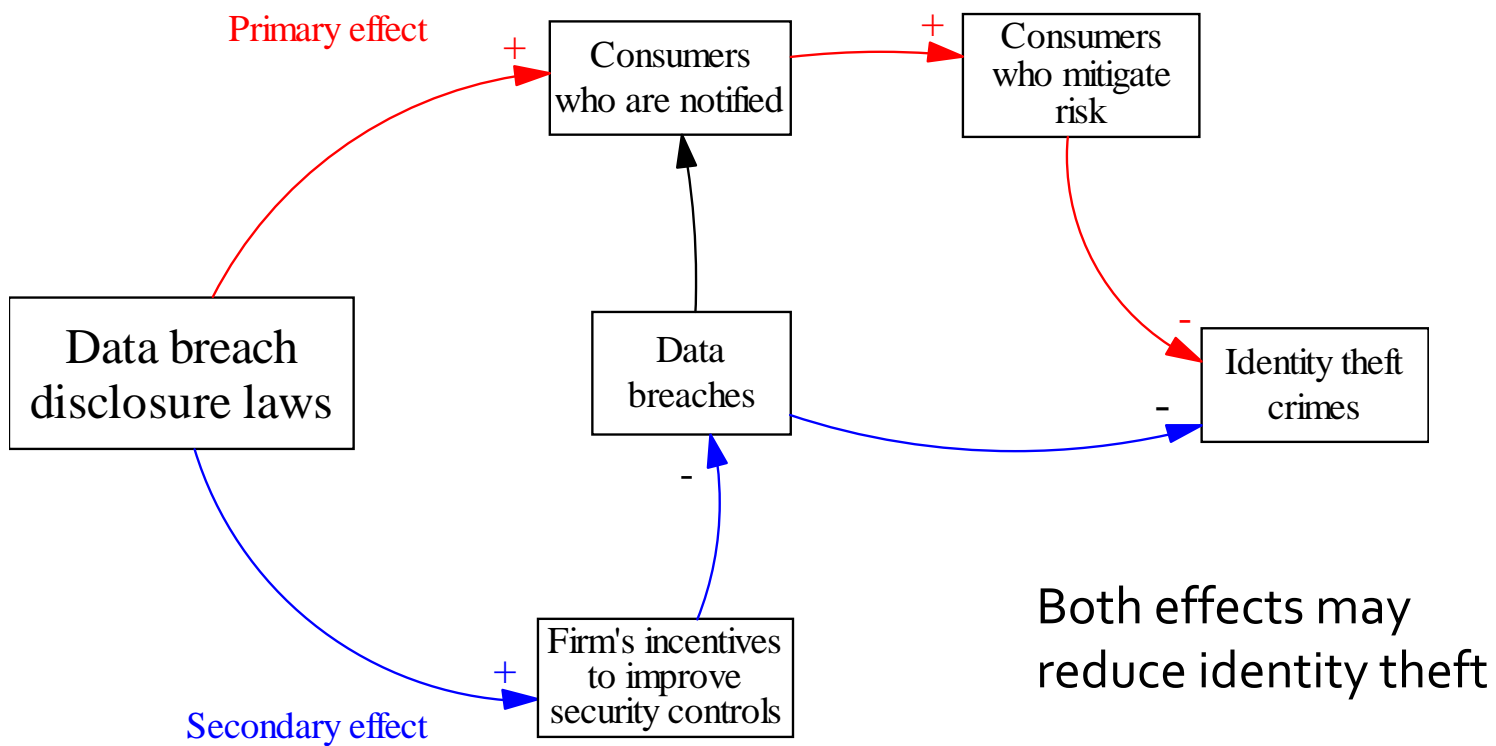 Primary effect
+
Consumers
who are notified
+
Consumers
who mitigate
risk
Data breach
disclosure laws
Data
breaches
-
Identity theft
crimes
-
-
Firm's incentives
to improve
security controls
+
Secondary effect
Both effects may
reduce identity theft